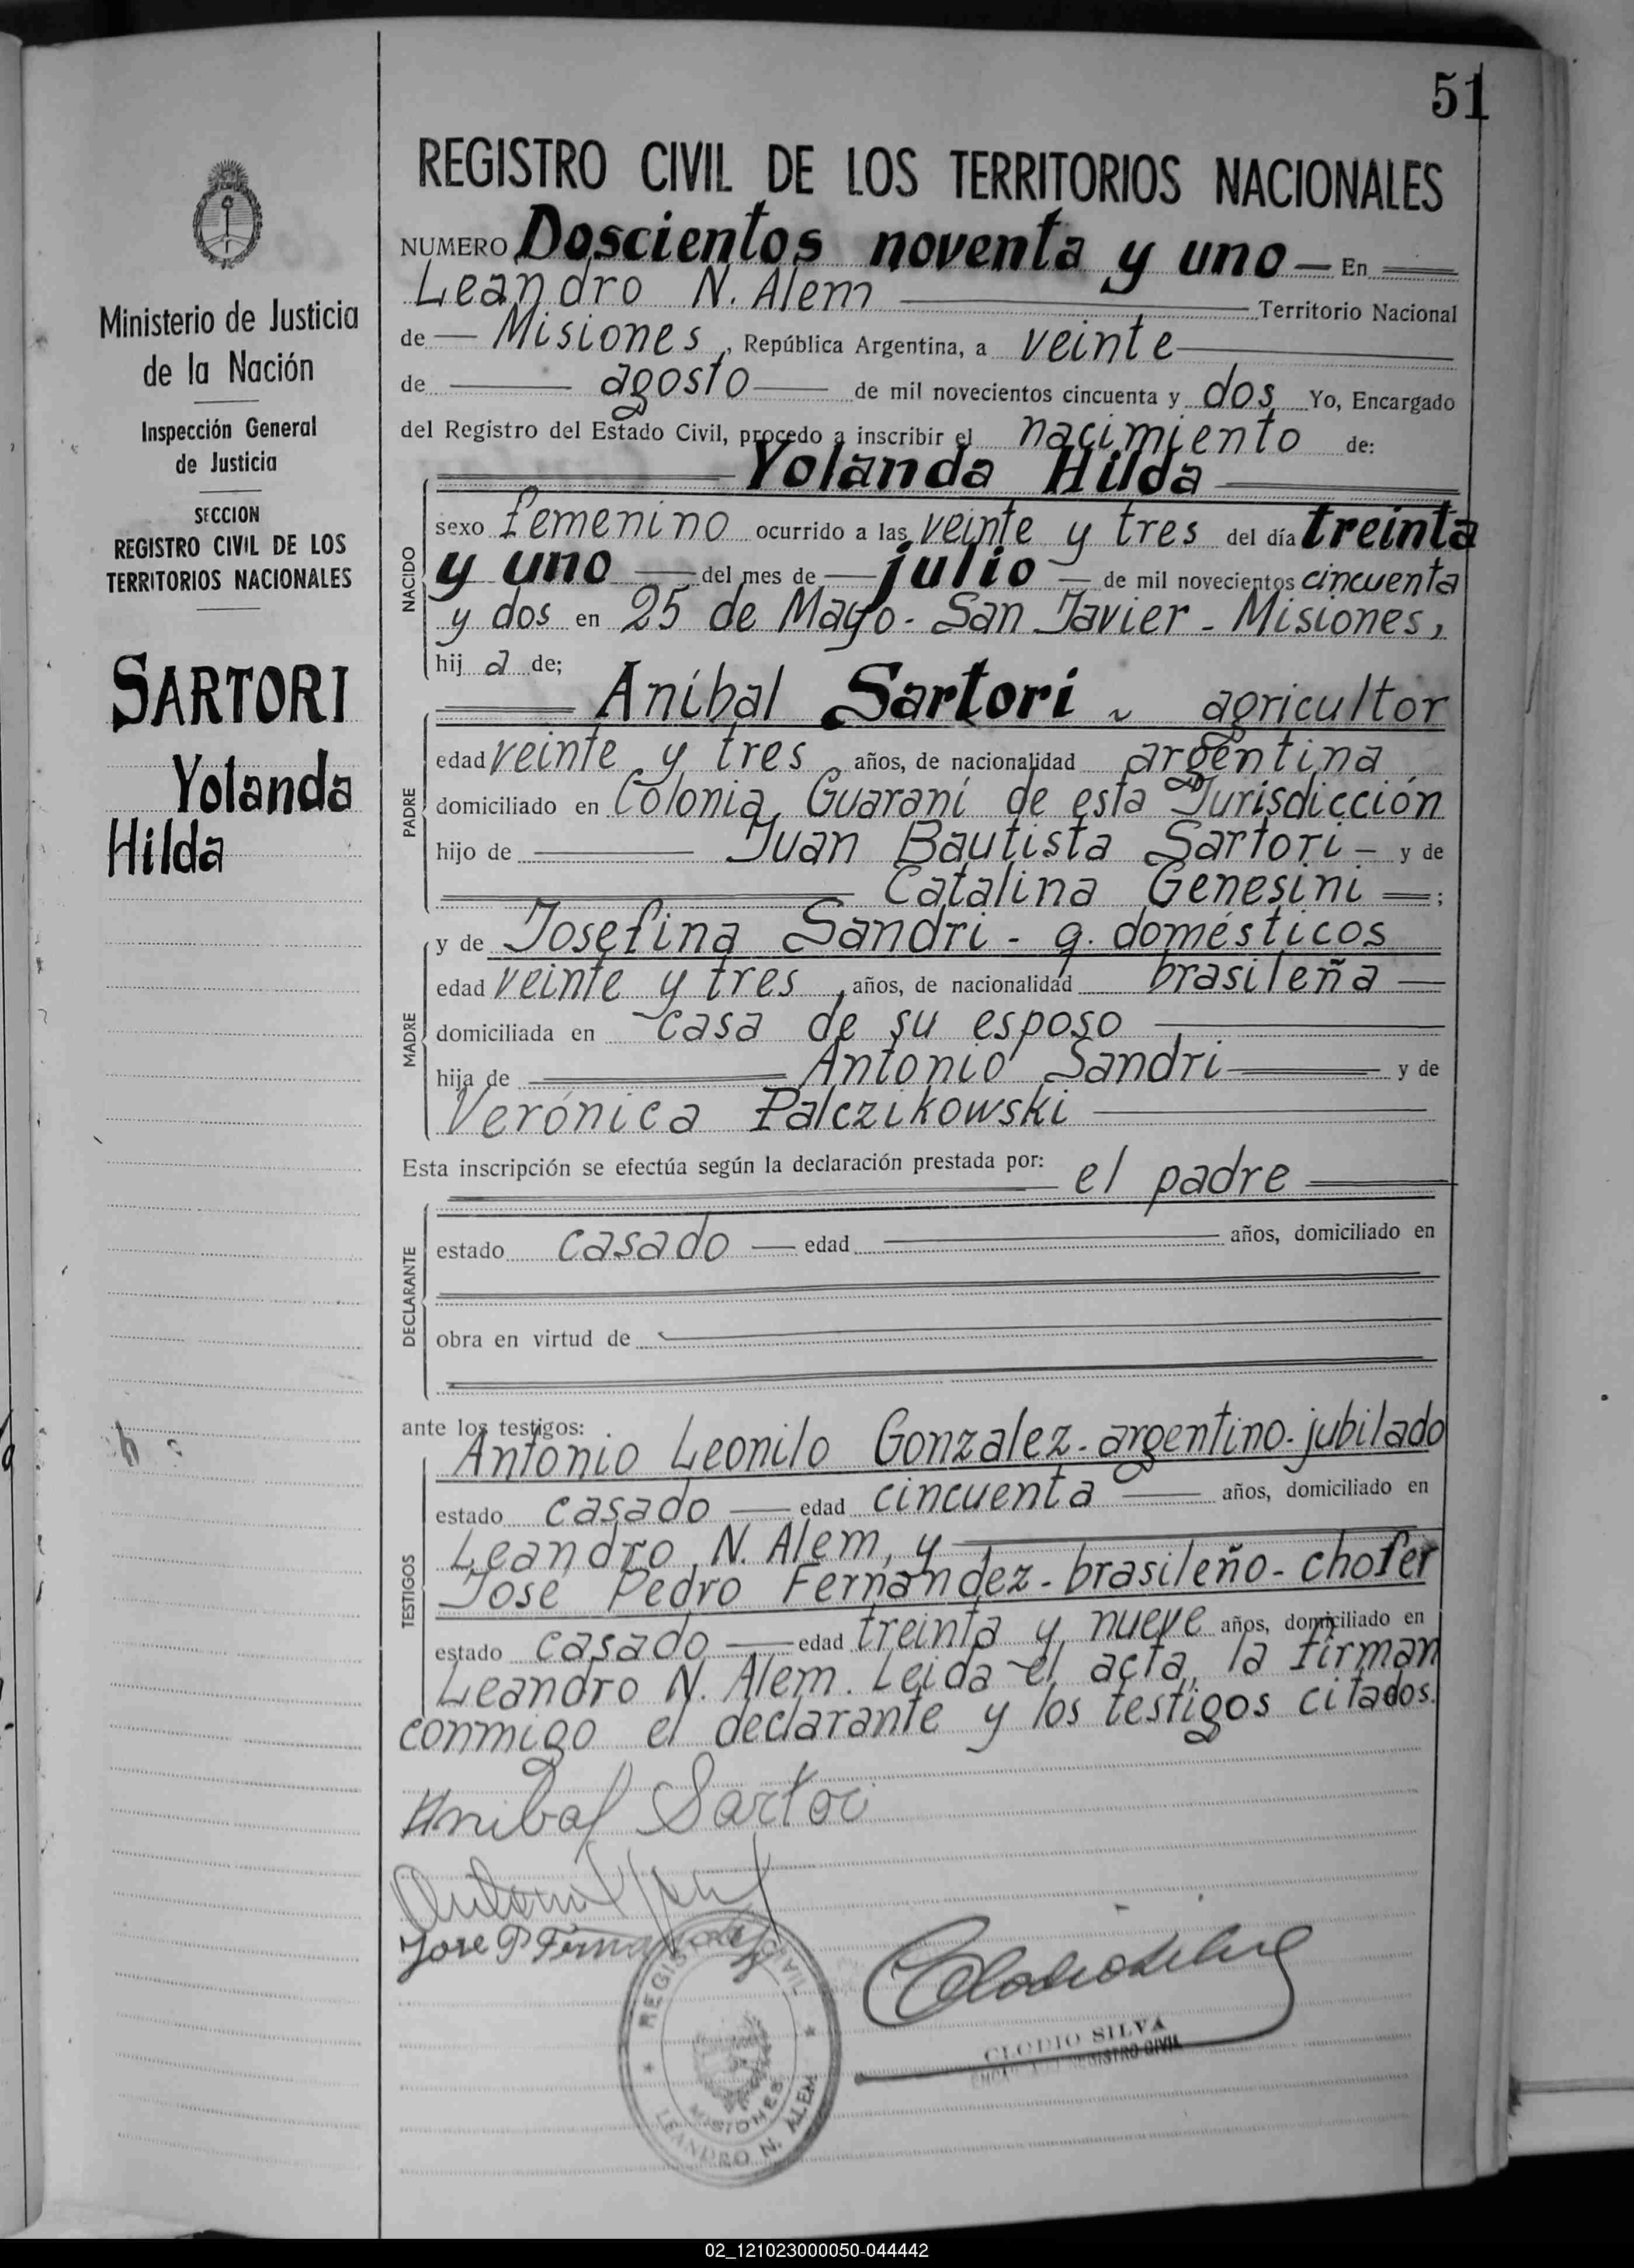 51
Ministerio de Justicia
de la Nación
Inspección General
de Justicia
SECCION
REGISTRO CIVIL DE LOS
TERRITORIOS NACIONALES
SARTORI
Yolanda
Hilda
REGISTRO CIVIL DE LOS TERRITORIOS NACIONALES
NUMERO Doscientos noventa y uno — En
Leandro N. Alem Territorio Nacional
de — Misiones, República Argentina, a veinte
de agosto de mil novecientos cincuenta y dos Yo, Encargado
del Registro del Estado Civil, procedo a inscribir el nacimiento de:
Yolanda Hilda
NACIDO
sexo femenino ocurrido a las veinte y tres del día treinta
y uno — del mes de — julio — de mil novecientos cincuenta
y dos en 25 de Mayo - San Javier - Misiones,
hij a de;
Aníbal Sartori ~ agricultor
PADRE
edad veinte y tres años, de nacionalidad argentina
domiciliado en Colonia Guaraní de esta Jurisdicción
hijo de Juan Bautista Sartori — y de
Catalina Genesini ;
MADRE
y de Josefina Sandri - q. domésticos
edad veinte y tres, años, de nacionalidad brasileña —
domiciliada en casa de su esposo
hija de Antonio Sandri y de
Verónica Palczikowski
Esta inscripción se efectúa según la declaración prestada por: el padre
DECLARANTE
estado casado — edad años, domiciliado en
obra en virtud de
ante los testigos:
TESTIGOS
Antonio Leonilo Gonzalez - argentino - jubilado
estado casado — edad cincuenta — años, domiciliado en
Leandro N. Alem, y
José Pedro Fernández - brasileño - chofer
estado casado — edad treinta y nueve años, domiciliado en
Leandro N. Alem. Leida el acta, la firman
conmigo el declarante y los testigos citados.
Anibal Sartori
Jose P Fernandez
REGISTRO CIVIL
MISIONES
LEANDRO N. ALEM
CLODIO SILVA
REGISTRO CIVIL
02_121023000050-044442